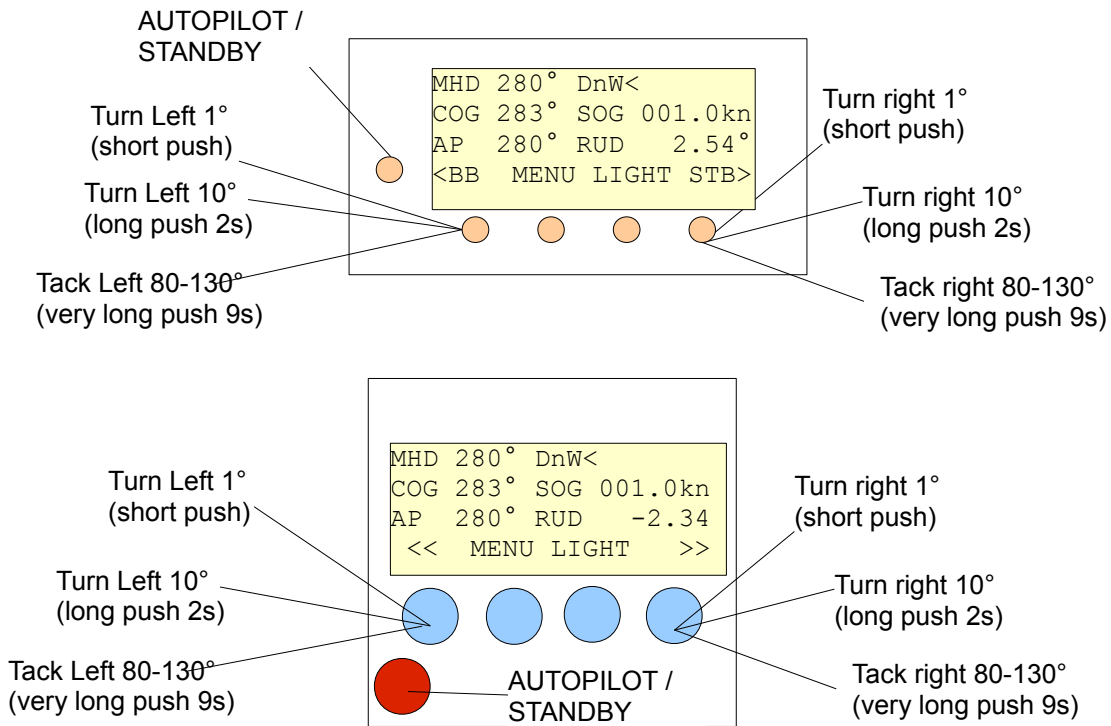 AUTOPILOT /
STANDBY
Turn Left 1°
(short push)
Turn Left 10°
(long push 2s)
Tack Left 80-130°
(very long push 9s)
MHD 280° DnW<
COG 283° SOG 001.0kn
AP  280° RUD   2.54°
<BB  MENU LIGHT STB>
Turn right 1°
(short push)
Turn right 10°
(long push 2s)
Tack right 80-130°
(very long push 9s)
Turn Left 1°
(short push)
Turn Left 10°
(long push 2s)
Tack Left 80-130°
(very long push 9s)
MHD 280° DnW<
COG 283° SOG 001.0kn
AP  280° RUD  -2.34
<<  MENU LIGHT   >>
Turn right 1°
(short push)
Turn right 10°
(long push 2s)
Tack right 80-130°
(very long push 9s)
AUTOPILOT /
STANDBY